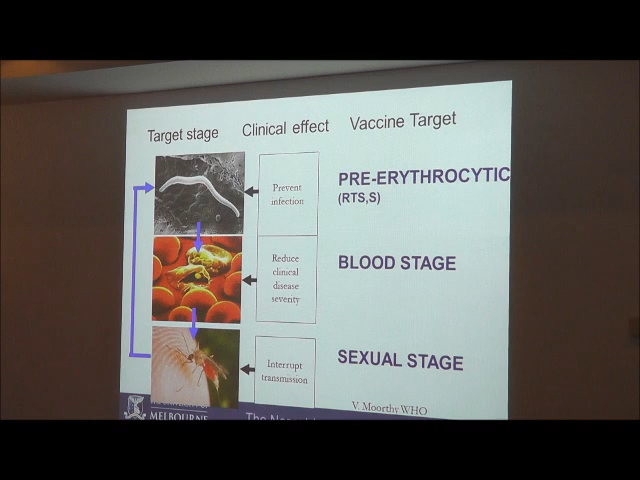 Target stage
Clinical effect
Vaccine Target
Prevent
infection
PRE-ERYTHROCYTIC
(RTS,S)
Reduce
clinical
disease
severity
BLOOD STAGE
Interrupt
transmission
SEXUAL STAGE
V. Moorthy WHO
MELBOURNE
The